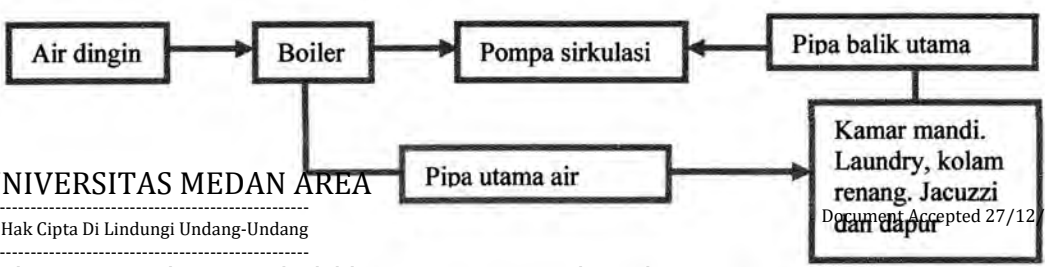 Air dingin
Boiler
Pompa sirkulasi
Pipa balik utama
Pipa utama air
Kamar mandi.
Laundry, kolam
renang. Jacuzzi
dan dapur
NIVERSITAS MEDAN AREA
Hak Cipta Di Lindungi Undang-Undang
Document Accepted 27/12/